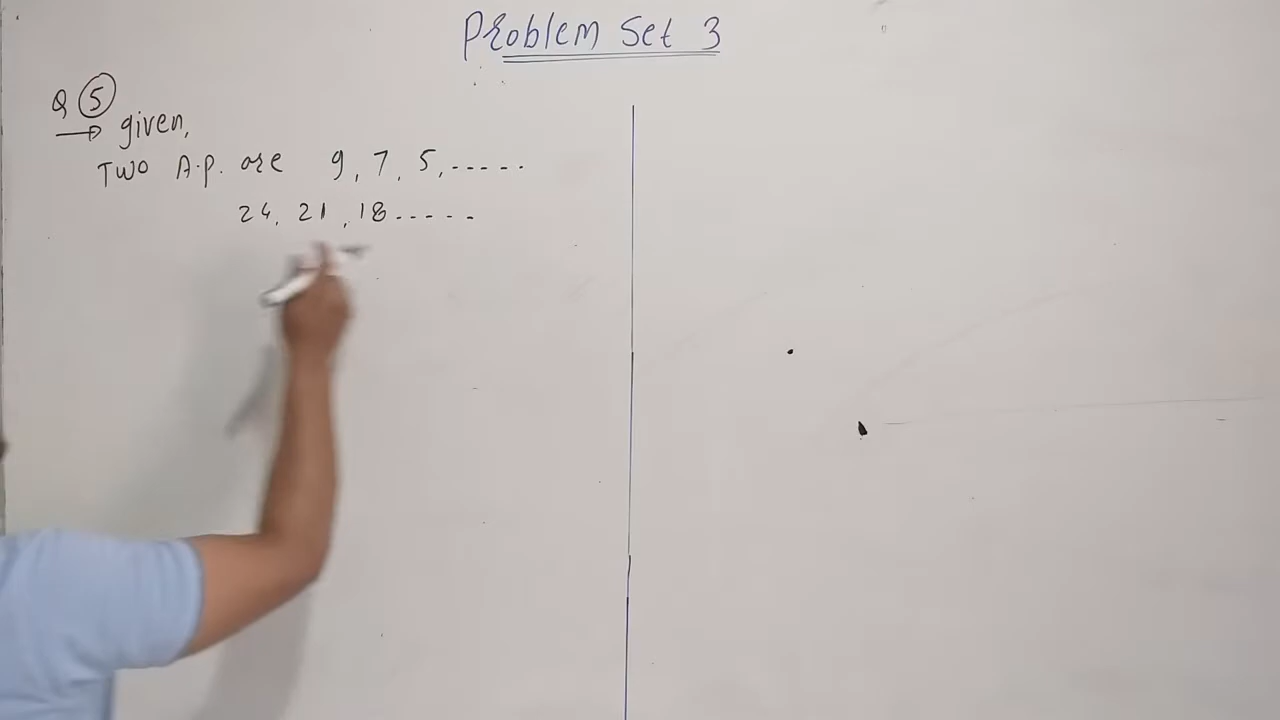 Problem Set 3
Q 5
given,
Two A.p. are 9, 7, 5, .....
24, 21, 18.....